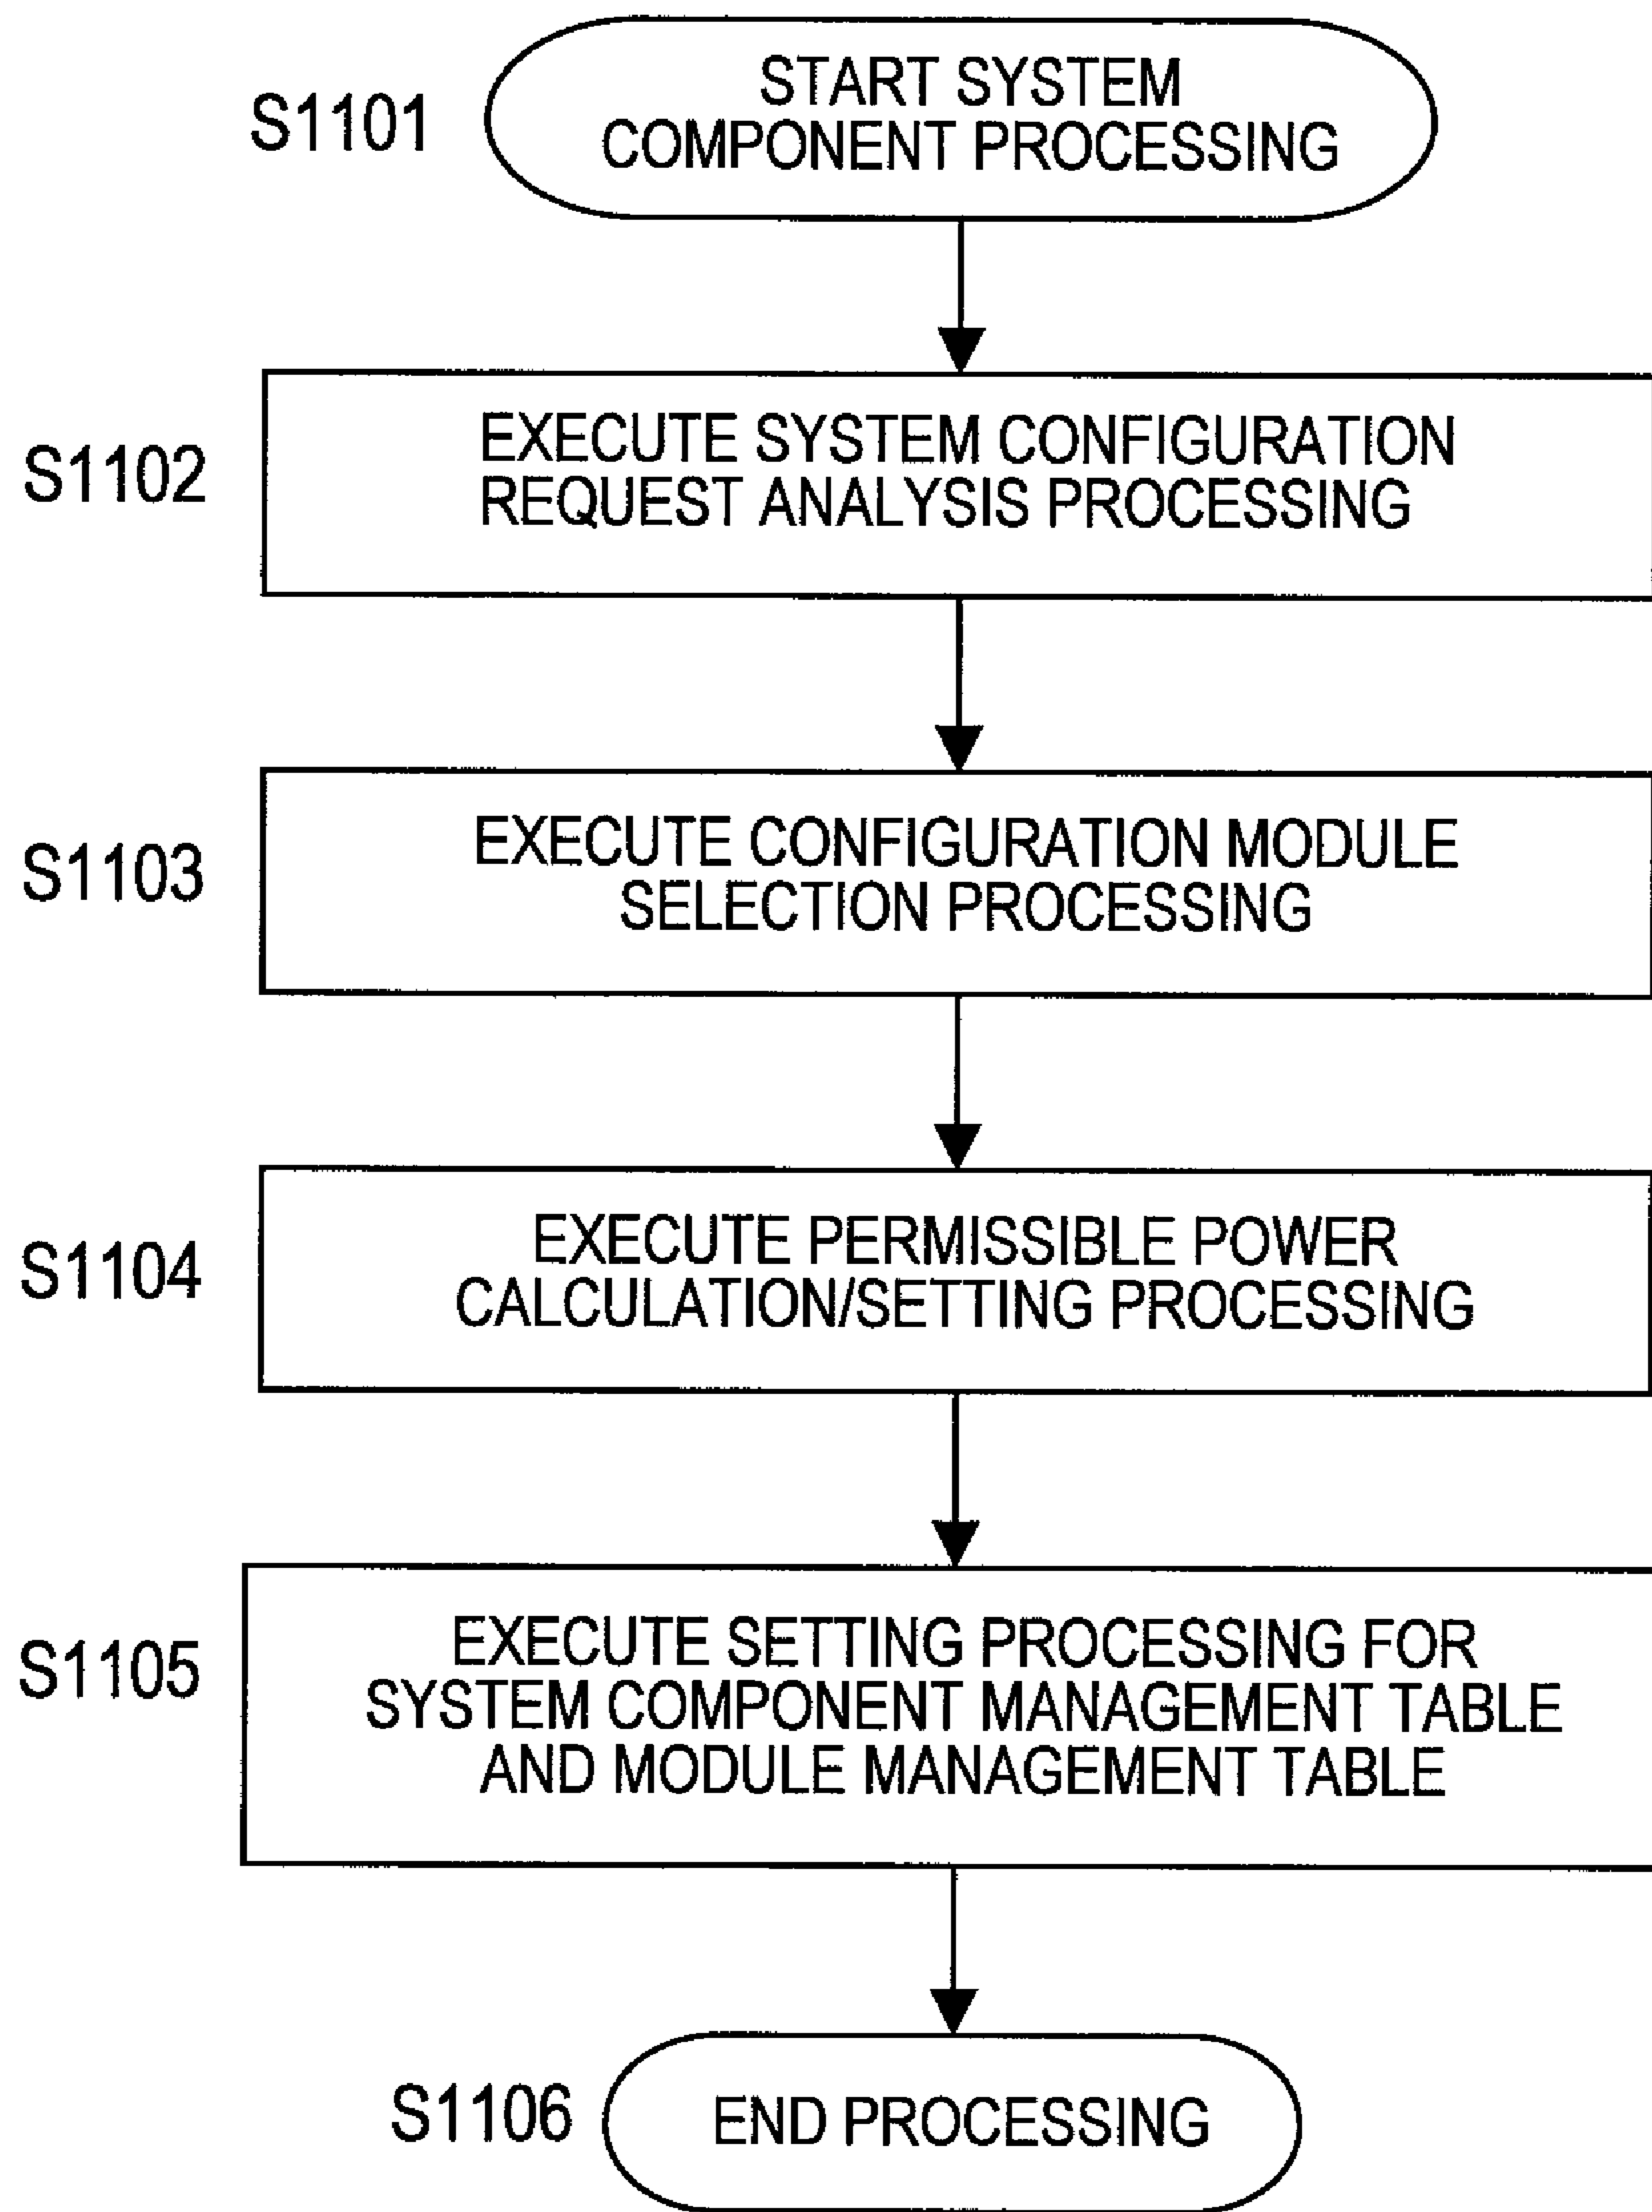 S1101
START SYSTEM
COMPONENT PROCESSING
S1102
EXECUTE SYSTEM CONFIGURATION
REQUEST ANALYSIS PROCESSING
S1103
EXECUTE CONFIGURATION MODULE
SELECTION PROCESSING
S1104
EXECUTE PERMISSIBLE POWER
CALCULATION/SETTING PROCESSING
S1105
EXECUTE SETTING PROCESSING FOR
SYSTEM COMPONENT MANAGEMENT TABLE
AND MODULE MANAGEMENT TABLE
S1106
END PROCESSING